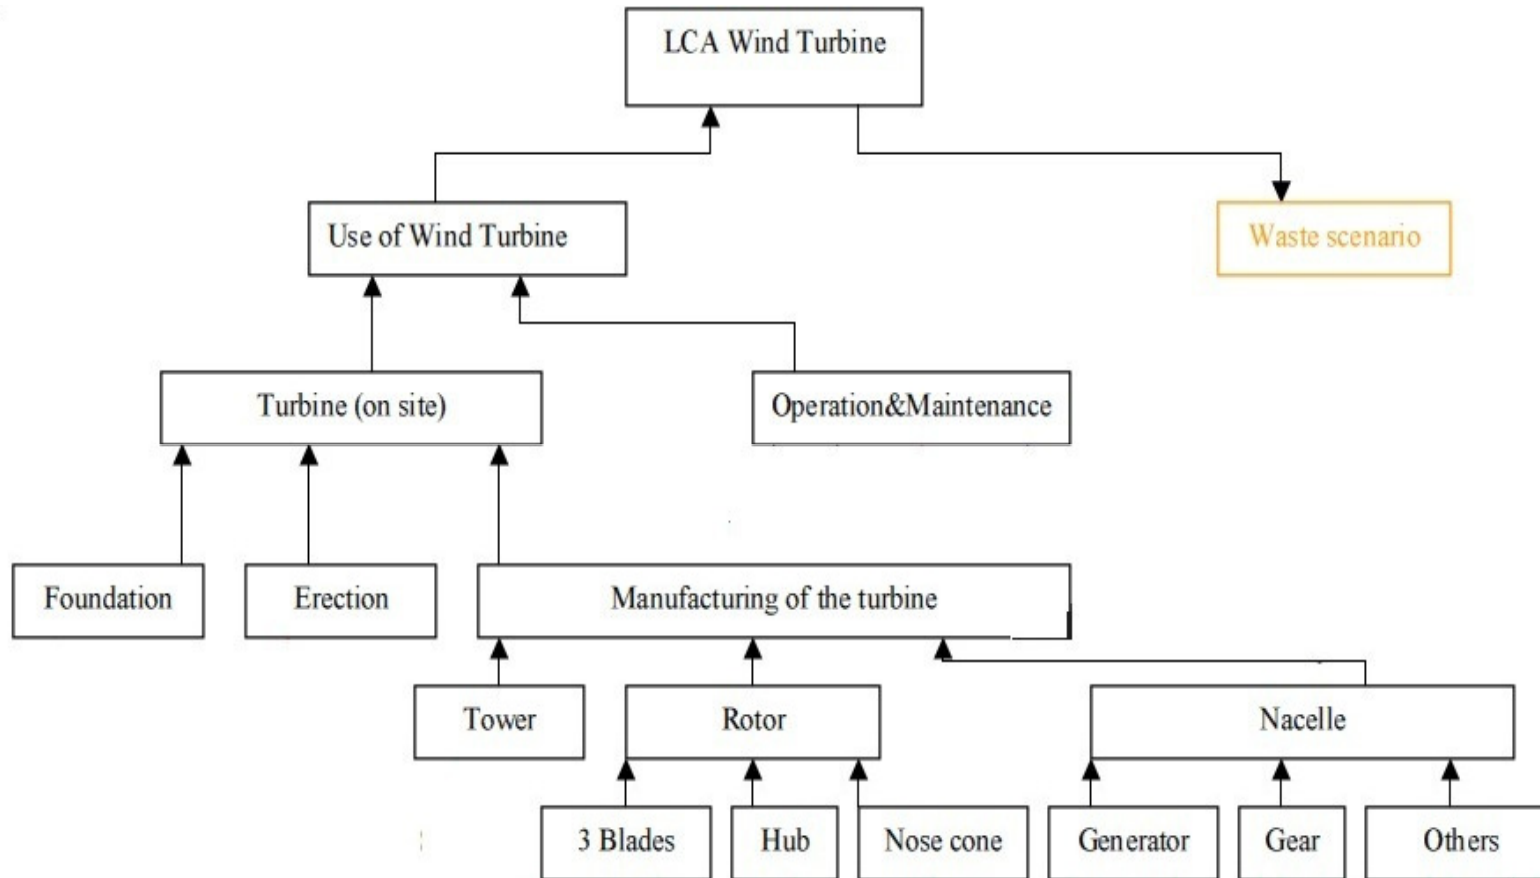 LCA Wind Turbine
Use of Wind Turbine
Waste scenario
Turbine (on site)
Operation&Maintenance
Foundation
Erection
Manufacturing of the turbine
Tower
Rotor
Nacelle
3 Blades
Hub
Nose cone
Generator
Gear
Others